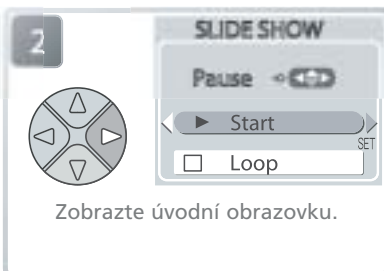 2
SLIDE SHOW
Pause
Start
SET
Loop
Zobrazte úvodní obrazovku.